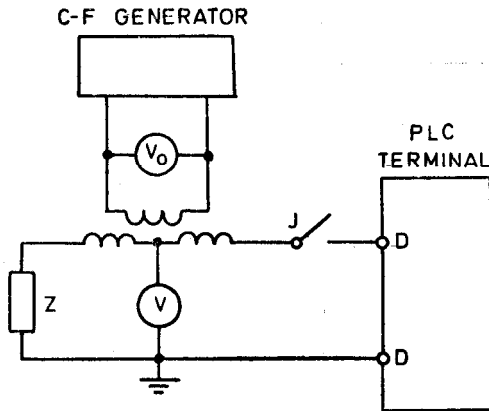 C-F GENERATOR
V₀
PLC
TERMINAL
J
D
Z
V
D